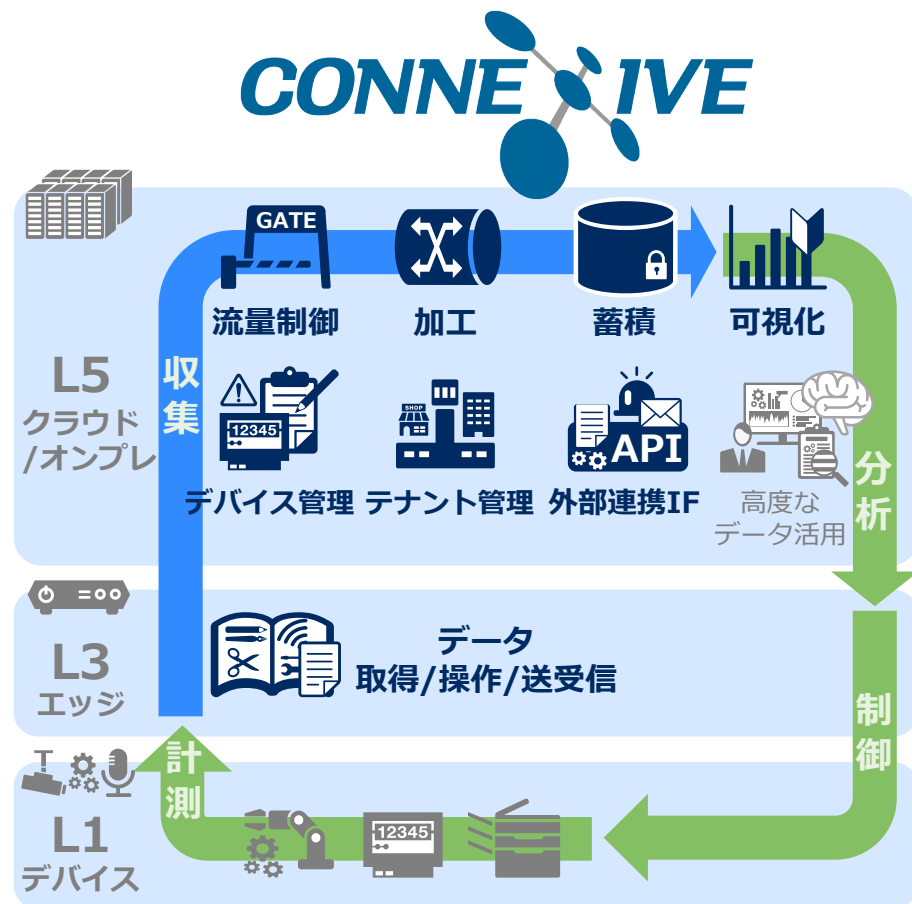 CONNEXIVE
GATE
流量制御
加工
蓄積
可視化
L5
クラウド
/オンプレ
収集
12345
SHOP
API
デバイス管理
テナント管理
外部連携IF
高度な
データ活用
分析
L3
エッジ
データ
取得/操作/送受信
制御
計測
L1
デバイス
12345